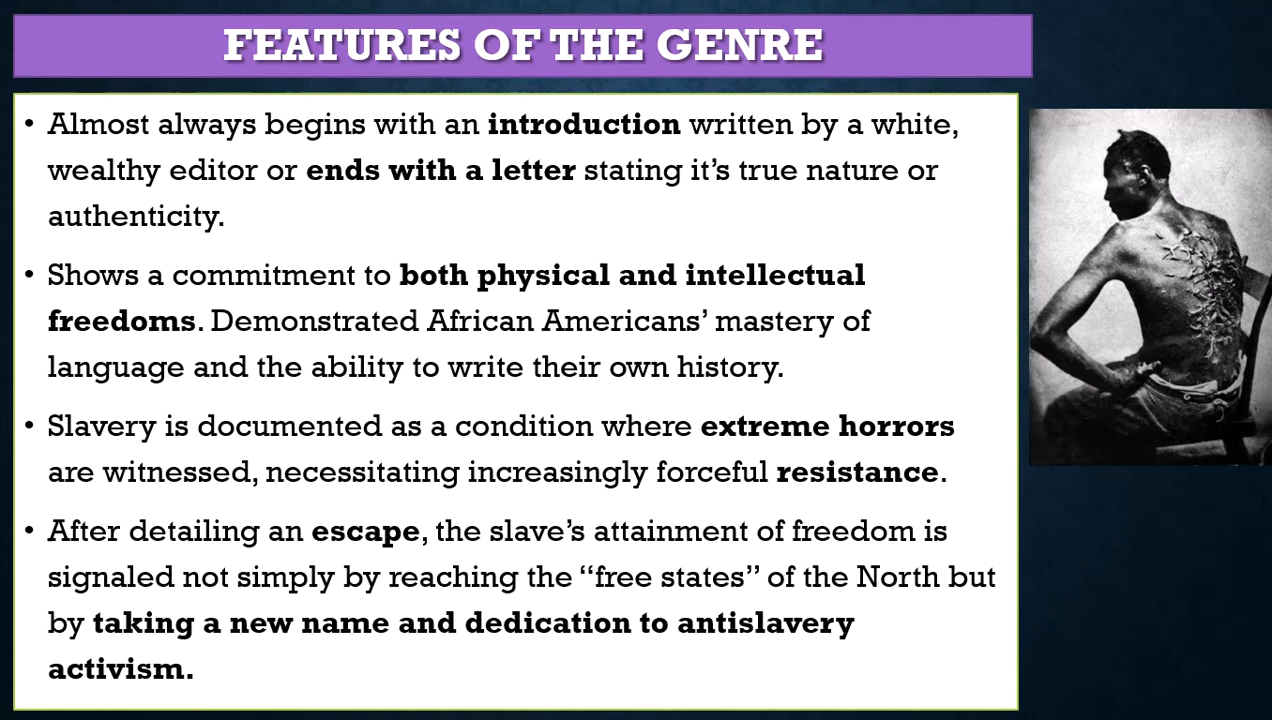 FEATURES OF THE GENRE
• Almost always begins with an introduction written by a white,
wealthy editor or ends with a letter stating it’s true nature or
authenticity.
• Shows a commitment to both physical and intellectual
freedoms. Demonstrated African Americans’ mastery of
language and the ability to write their own history.
• Slavery is documented as a condition where extreme horrors
are witnessed, necessitating increasingly forceful resistance.
• After detailing an escape, the slave’s attainment of freedom is
signaled not simply by reaching the “free states” of the North but
by taking a new name and dedication to antislavery
activism.